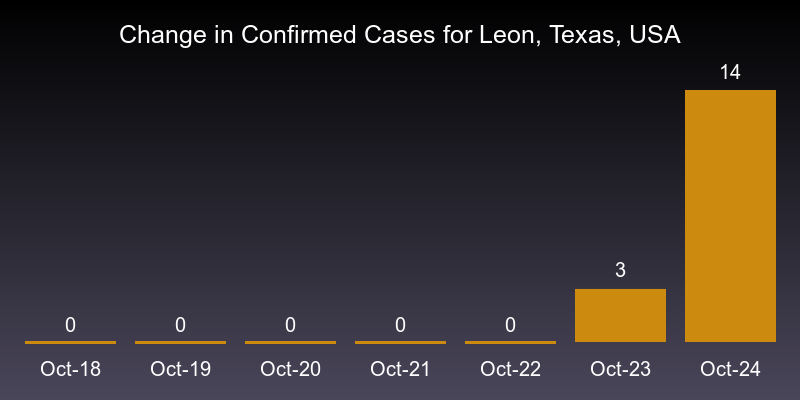 Change in Confirmed Cases for Leon, Texas, USA
14
3
0 0 0 0 0
Oct-18 Oct-19 Oct-20 Oct-21 Oct-22 Oct-23 Oct-24